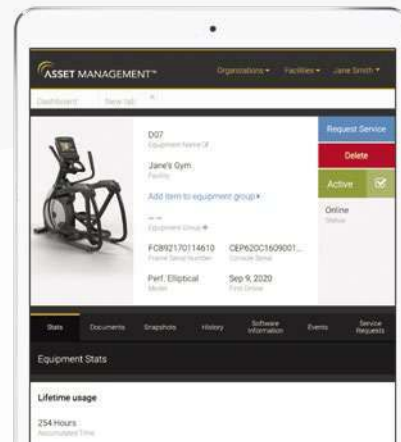 ASSET MANAGEMENT™
Organizations
Facilities
Jane Smith
Dashboard
New tab
D07
Equipment Name
Jane's Gym
Facility
Add item to equipment group
-- --
Equipment Group
FCB92170114610
Frame Serial Number
CEP620C1609001...
Console Serial
Perf. Elliptical
Model
Sep 9, 2020
First Online
Request Service
Delete
Active
Online
Status
Stats
Documents
Snapshots
History
Software
Information
Events
Service
Requests
Equipment Stats
Lifetime usage
254 Hours
Accumulated Time